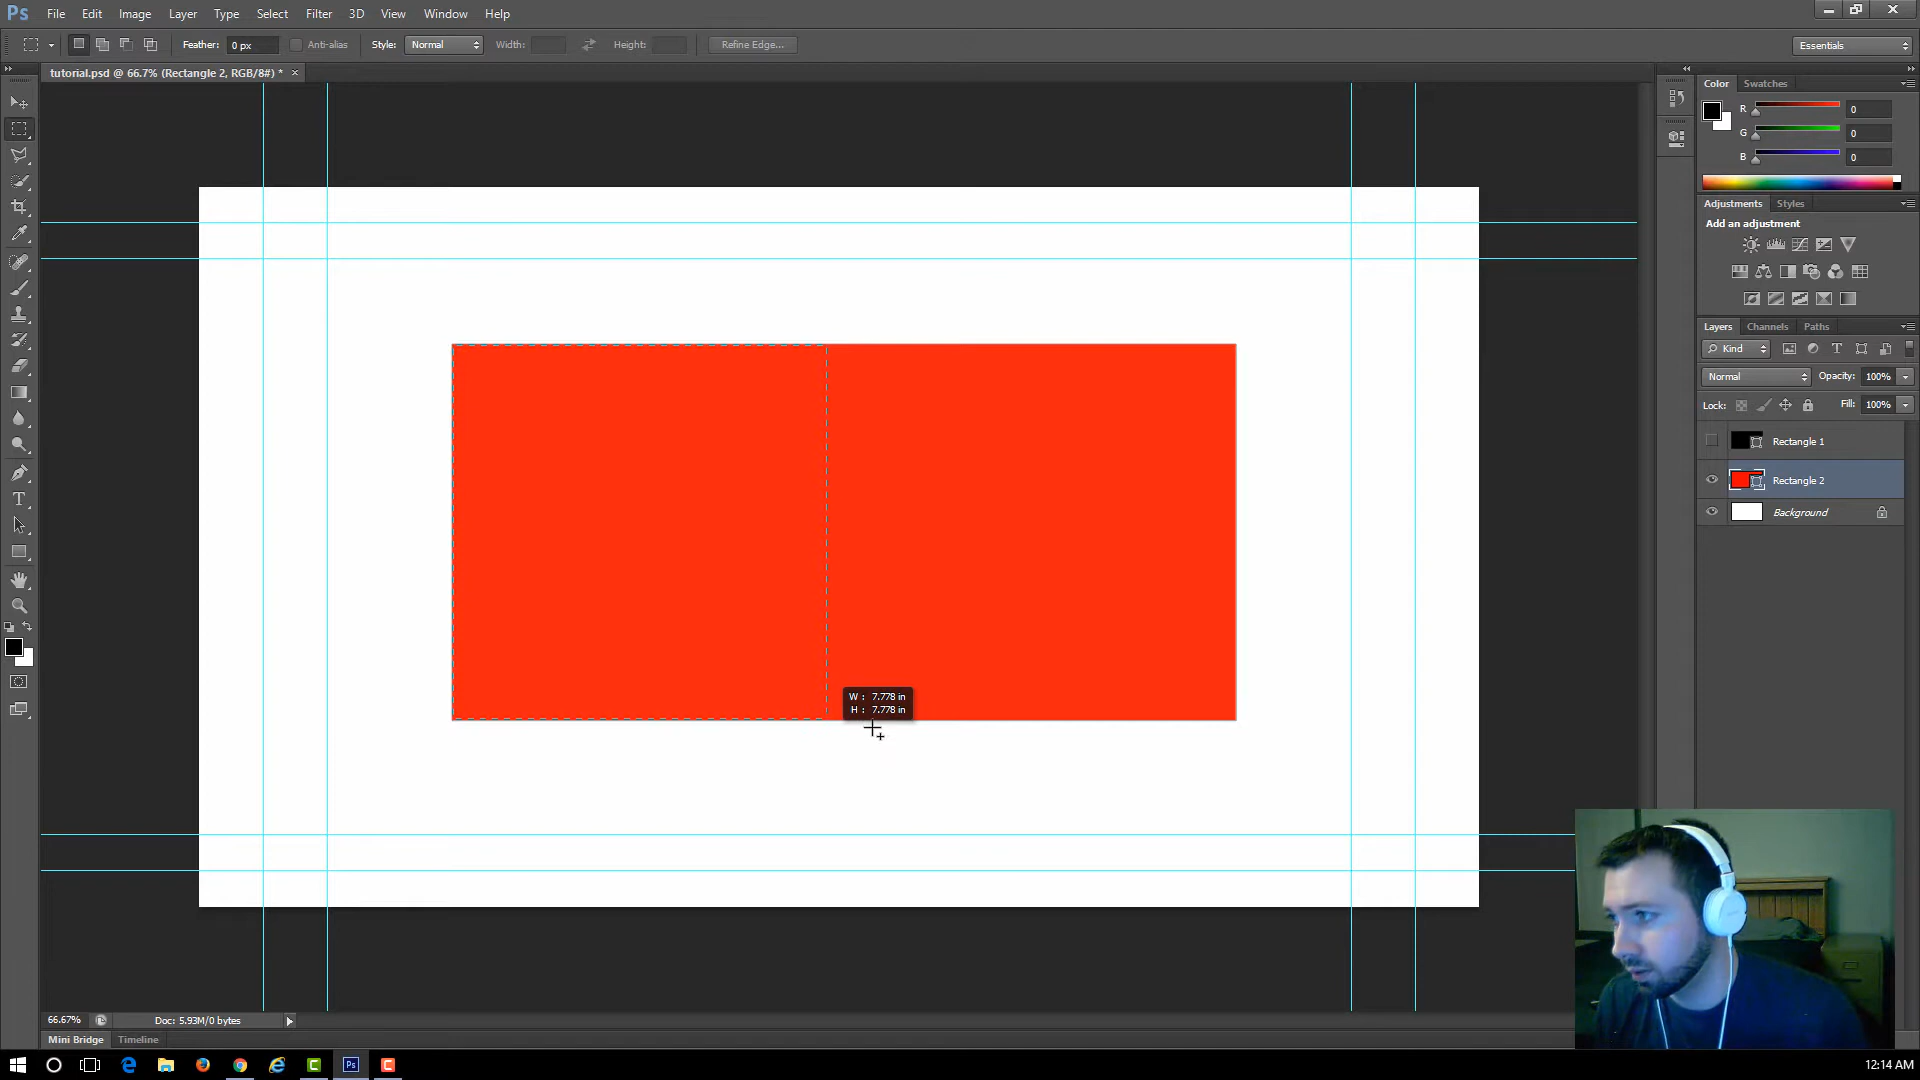 Ps File Edit Image Layer Type Select Filter 3D View Window Help
Feather: 0 px Anti-alias Style: Normal Width: Height: Refine Edge... Essentials
tutorial.psd @ 66.7% (Rectangle 2, RGB/8#) * ×
Color Swatches
R 0
G 0
B 0
Adjustments Styles
Add an adjustment
Layers Channels Paths
Kind
Normal Opacity: 100%
Lock: Fill: 100%
Rectangle 1
Rectangle 2
Background
W : 7.778 in
H : 7.778 in
66.67% Doc: 5.93M/0 bytes
Mini Bridge Timeline
Ps
12:14 AM